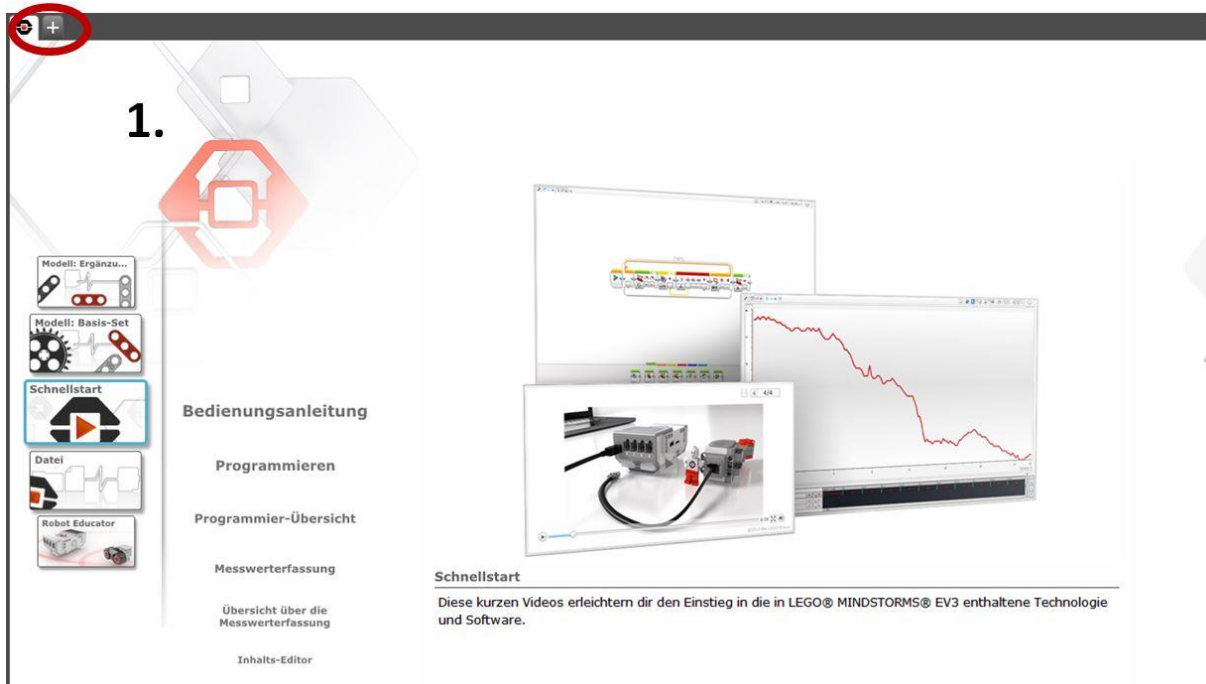 1.
Modell: Ergänzu...
Modell: Basis-Set
Schnellstart
Datei
Robot Educator
Bedienungsanleitung
Programmieren
Programmier-Übersicht
Messwerterfassung
Übersicht über die
Messwerterfassung
Inhalts-Editor
4/4
Schnellstart
Diese kurzen Videos erleichtern dir den Einstieg in die in LEGO® MINDSTORMS® EV3 enthaltene Technologie
und Software.